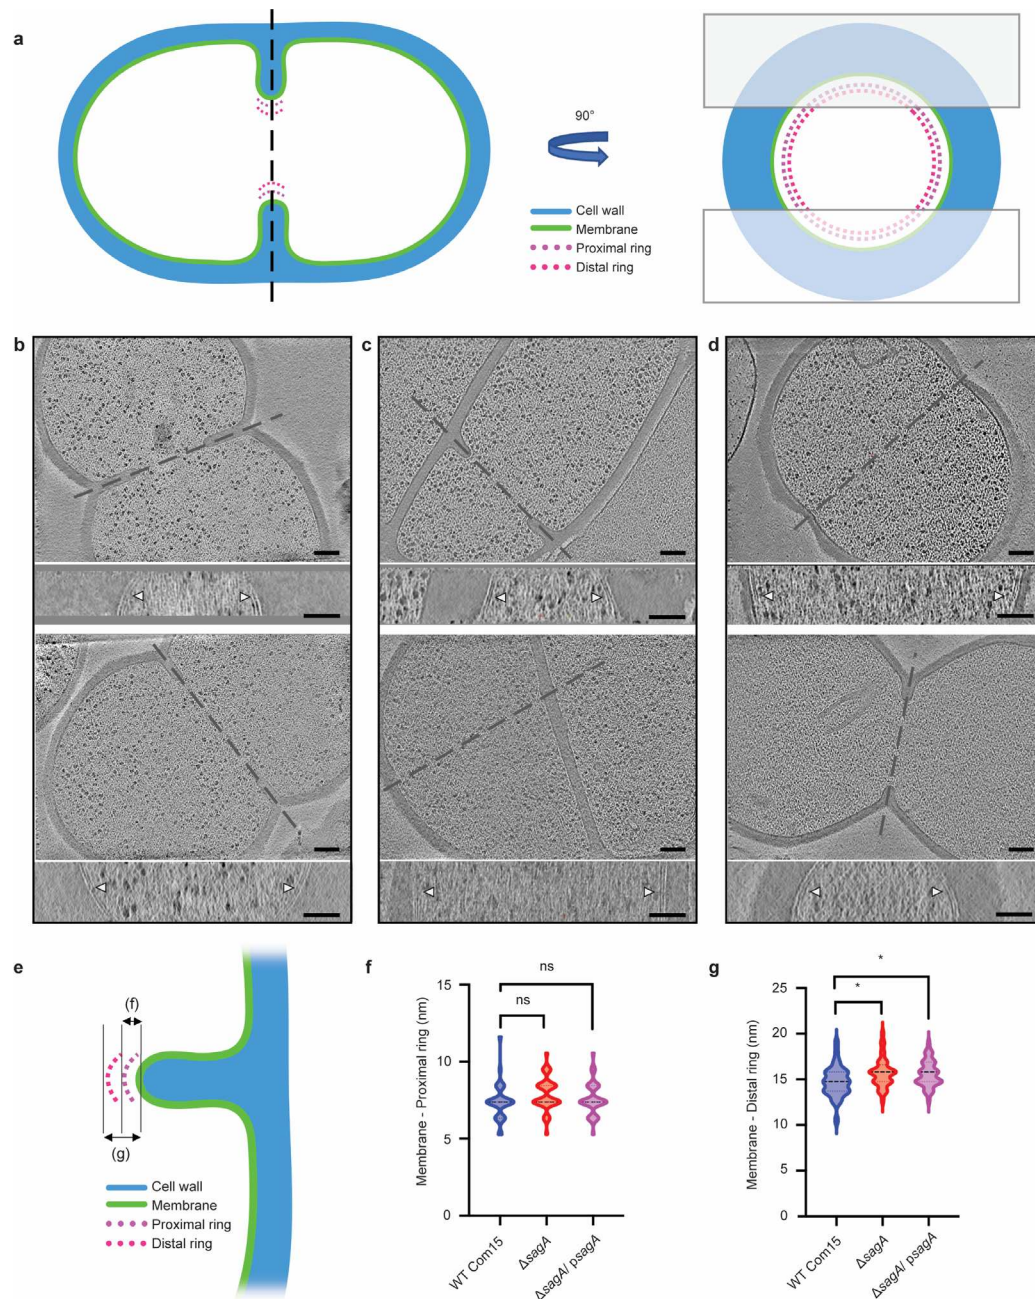 a
90°
Cell wall
Membrane
Proximal ring
Distal ring
b
c
d
e
(f)
(g)
Cell wall
Membrane
Proximal ring
Distal ring
f
ns
ns
Membrane - Proximal ring (nm)
15
10
5
0
WT Com15
ΔsagA
ΔsagA/ psagA
g
*
*
Membrane - Distal ring (nm)
25
20
15
10
5
0
WT Com15
ΔsagA
ΔsagA/ psagA